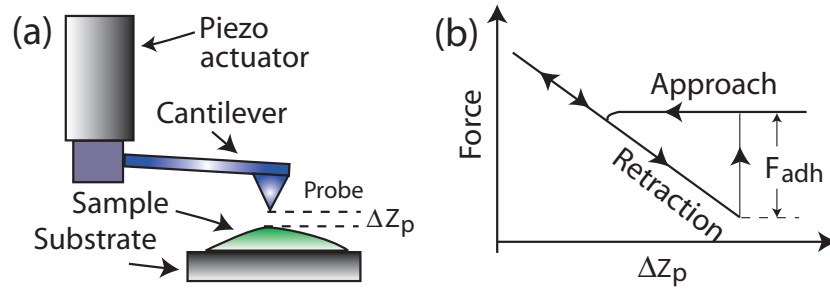 (a)
Piezo
actuator
Cantilever
Probe
Sample
ΔZp
Substrate
(b)
Force
Approach
Retraction
Fadh
ΔZp